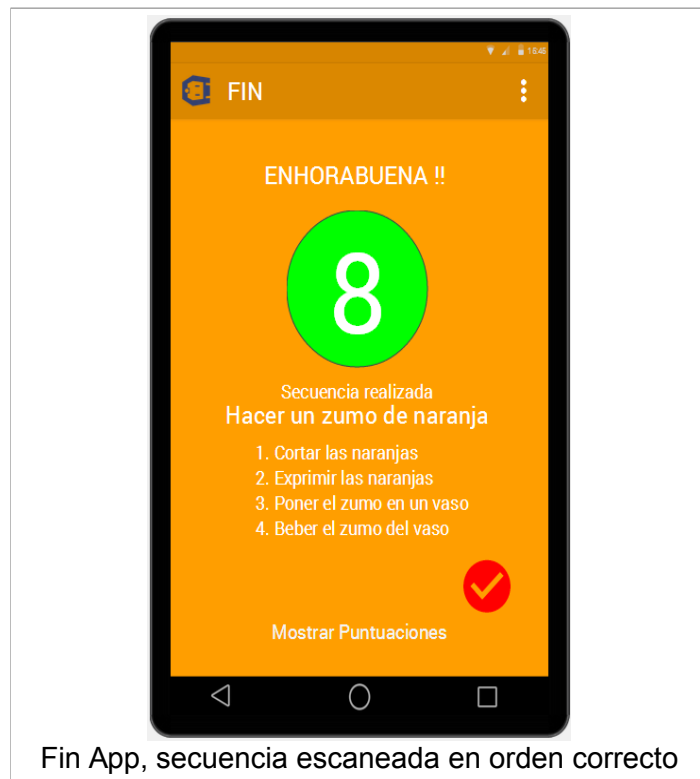 18:46
FIN
ENHORABUENA !!
8
Secuencia realizada
Hacer un zumo de naranja
1. Cortar las naranjas
2. Exprimir las naranjas
3. Poner el zumo en un vaso
4. Beber el zumo del vaso
Mostrar Puntuaciones
Fin App, secuencia escaneada en orden correcto